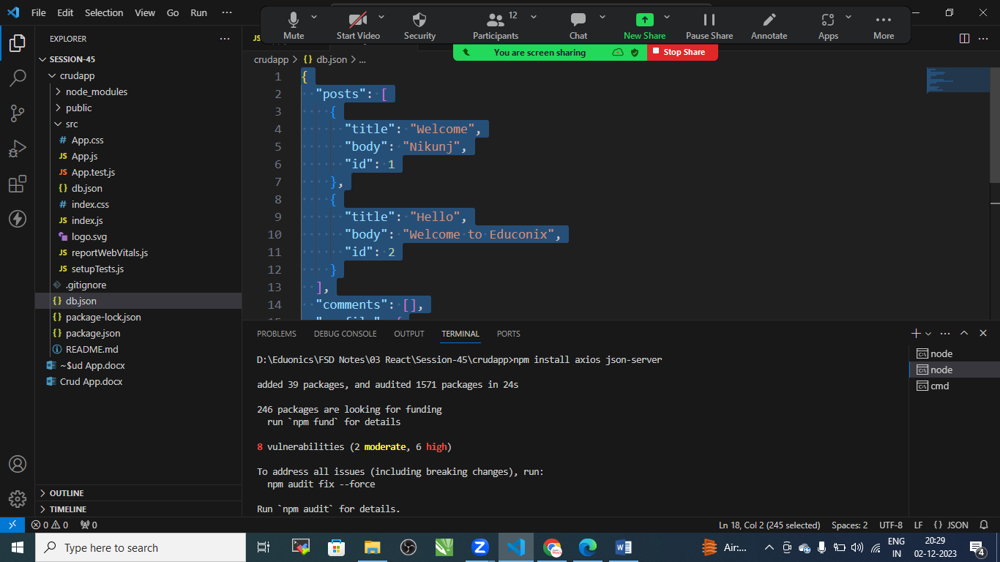 File Edit Selection View Go Run ···
Mute
Start Video
Security
Participants 12
Chat
New Share
Pause Share
Annotate
Apps
More
You are screen sharing
Stop Share
EXPLORER
SESSION-45
crudapp
node_modules
public
src
# App.css
JS App.js
JS App.test.js
{} db.json
# index.css
JS index.js
logo.svg
JS reportWebVitals.js
JS setupTests.js
.gitignore
{} db.json
{} package-lock.json
{} package.json
README.md
~$ud App.docx
Crud App.docx
OUTLINE
TIMELINE
JS
crudapp > {} db.json > ...
1 {
2 "posts": [
3 {
4 "title": "Welcome",
5 "body": "Nikunj",
6 "id": 1
7 },
8 {
9 "title": "Hello",
10 "body": "Welcome to Educonix",
11 "id": 2
12 }
13 ],
14 "comments": [],
PROBLEMS DEBUG CONSOLE OUTPUT TERMINAL PORTS
D:\Eduonics\FSD Notes\03 React\Session-45\crudapp>npm install axios json-server
added 39 packages, and audited 1571 packages in 24s
246 packages are looking for funding
run `npm fund` for details
8 vulnerabilities (2 moderate, 6 high)
To address all issues (including breaking changes), run:
npm audit fix --force
Run `npm audit` for details.
node
node
cmd
0 0 0
Ln 18, Col 2 (245 selected) Spaces: 2 UTF-8 LF {} JSON
Type here to search
Air:...
ENG
IN
20:29
02-12-2023
4